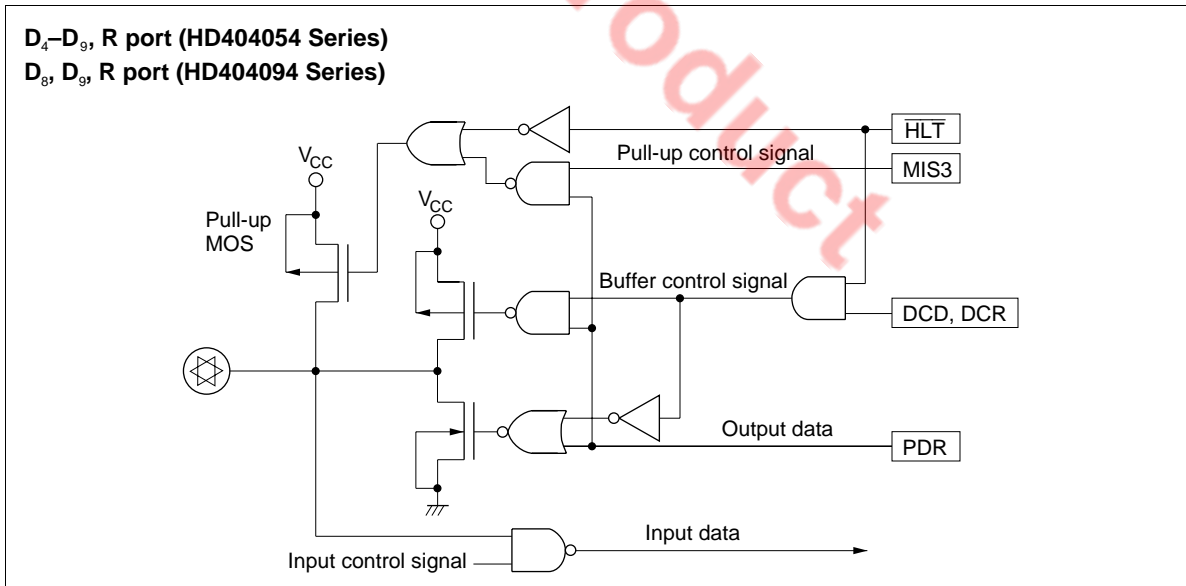 D₄–D₉, R port (HD404054 Series)
D₈, D₉, R port (HD404094 Series)
HLT
Pull-up control signal
MIS3
VCC
VCC
Pull-up
MOS
Buffer control signal
DCD, DCR
Output data
PDR
Input data
Input control signal
roduct